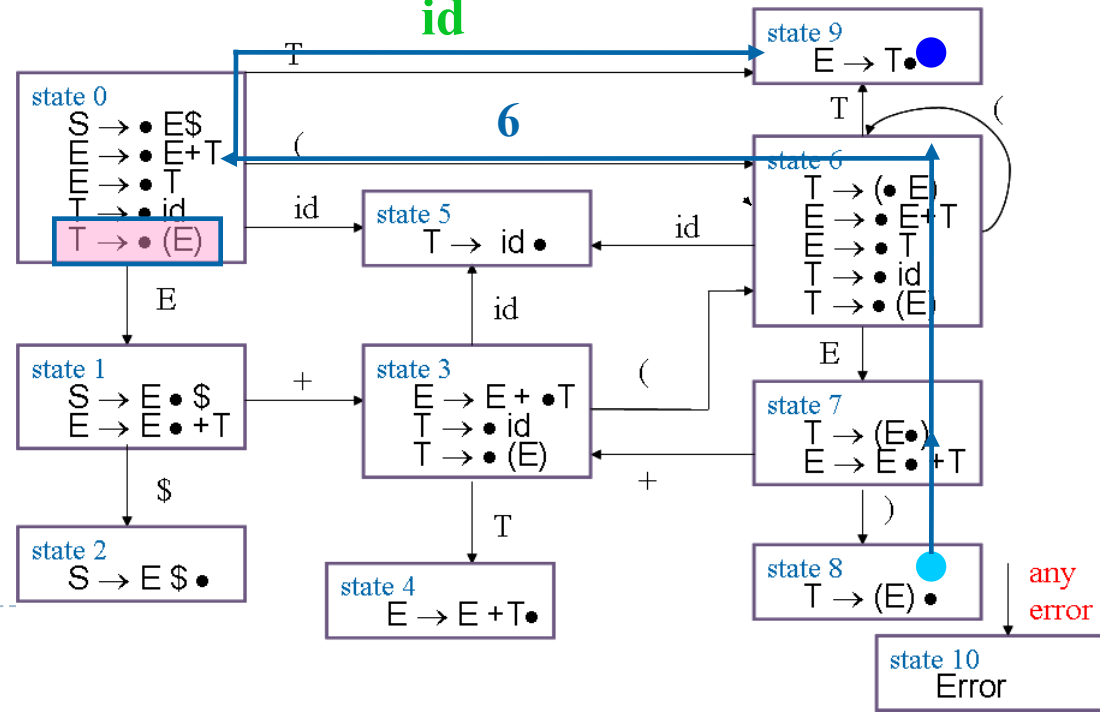 id
T
state 9
E → T•
state 0
S → • E$
E → • E+T
E → • T
T → • id
T → • (E)
(
6
T
(
state 6
T → (• E)
E → • E+T
E → • T
T → • id
T → • (E)
id
state 5
T → id •
id
E
id
state 1
S → E • $
E → E • +T
+
state 3
E → E + •T
T → • id
T → • (E)
(
E
state 7
T → (E•)
E → E • +T
+
$
T
)
state 2
S → E $ •
state 4
E → E +T•
state 8
T → (E) •
any
error
state 10
Error